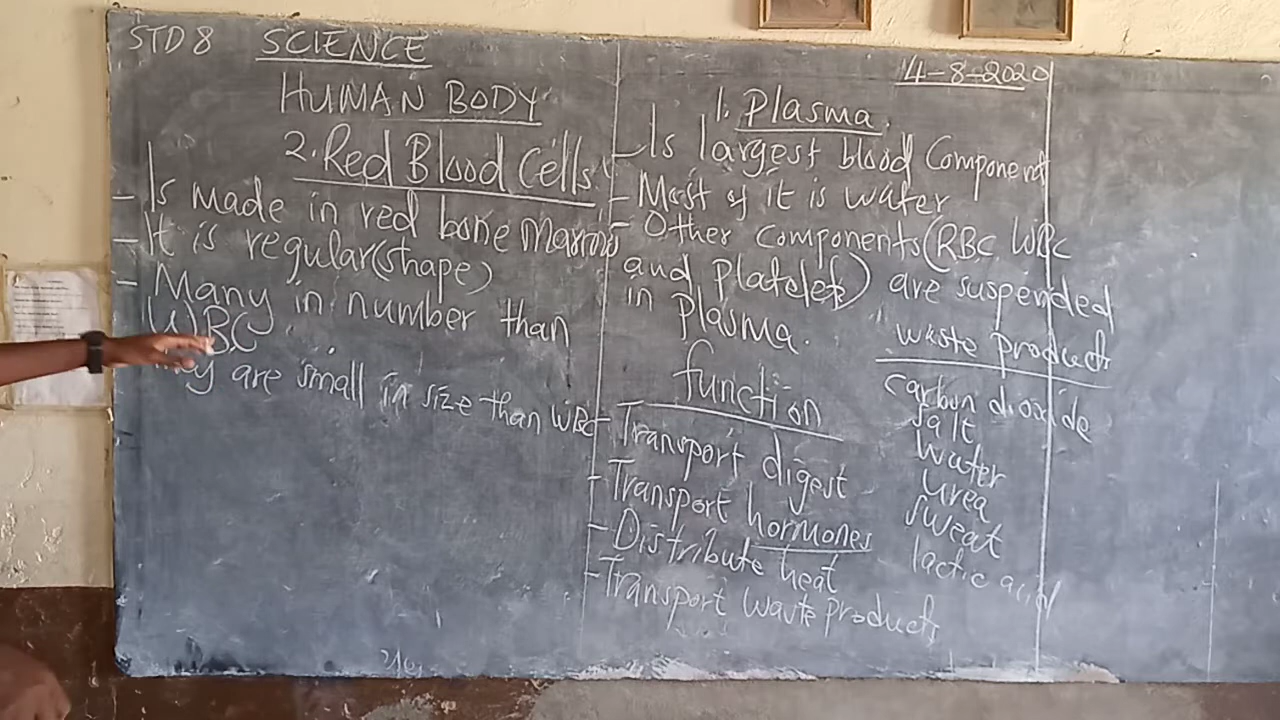 STD 8 SCIENCE
HUMAN BODY
2. Red Blood Cells
- Is made in red bone marrow
- It is regular(shape)
- Many in number than
WBC
are small in size than WBC
14-8-2020
1. Plasma
- Is largest blood Component
- Most of it is water
- Other components(RBC WBC
and Platelets) are suspended
in Plasma.
function
- Transport digest
- Transport hormones
- Distribute heat
- Transport waste products
waste products
carbon dioxide
salt
water
urea
sweat
lactic acid